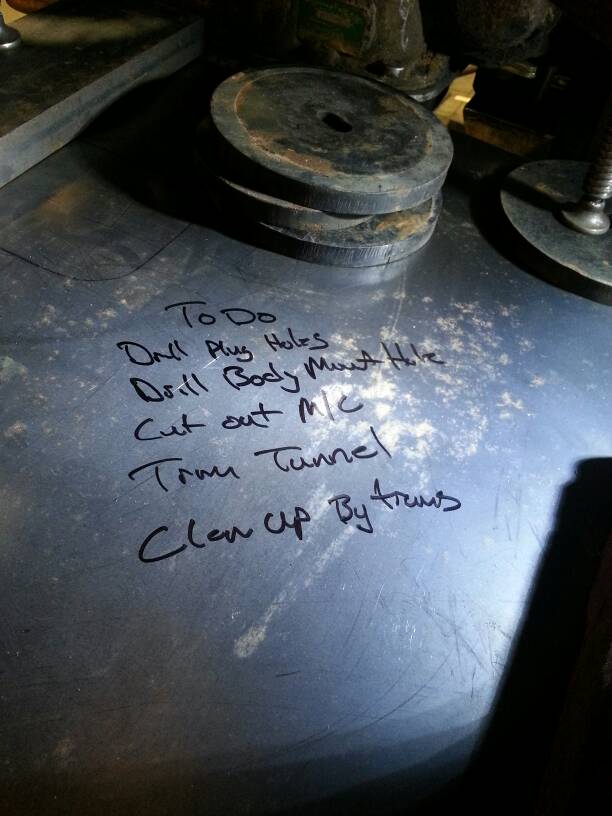 To Do
Drill Plug Holes
Drill Body Mount Hole
Cut out M/C
Trim Tunnel
Clean up By trans